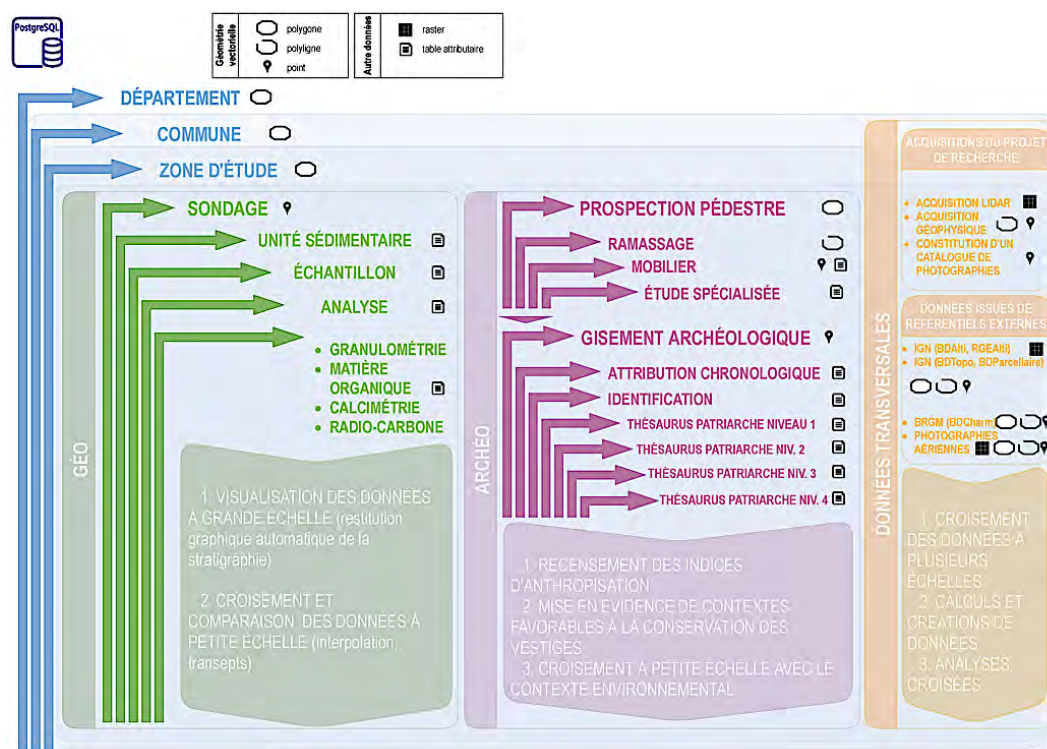 PostgreSQL
Géométrie
vectorielle
polygone
polyligne
point
Autre données
raster
table attributaire
DÉPARTEMENT
COMMUNE
ZONE D'ÉTUDE
GÉO
SONDAGE
UNITÉ SÉDIMENTAIRE
ÉCHANTILLON
ANALYSE
• GRANULOMÉTRIE
• MATIÈRE
ORGANIQUE
• CALCIMÉTRIE
• RADIO-CARBONE
1. VISUALISATION DES DONNÉES
A GRANDE ÉCHELLE (restitution
graphique automatique de la
stratigraphie)
2. CROISEMENT ET
COMPARAISON DES DONNÉES À
PETITE ÉCHELLE (interpolation
transepts)
ARCHÉO
PROSPECTION PÉDESTRE
RAMASSAGE
MOBILIER
ÉTUDE SPÉCIALISÉE
GISEMENT ARCHÉOLOGIQUE
ATTRIBUTION CHRONOLOGIQUE
IDENTIFICATION
THÉSAURUS PATRIARCHE NIVEAU 1
THÉSAURUS PATRIARCHE NIV. 2
THÉSAURUS PATRIARCHE NIV. 3
THÉSAURUS PATRIARCHE NIV. 4
1. RECENSEMENT DES INDICES
D'ANTHROPISATION
2. MISE EN EVIDENCE DE CONTEXTES
FAVORABLES À LA CONSERVATION DES
VESTIGES
3. CROISEMENT A PETITE ÉCHELLE AVEC LE
CONTEXTE ENVIRONNEMENTAL
DONNÉES TRANSVERSALES
ACQUISITIONS DU PROJET
DE RECHERCHE
• ACQUISITION LIDAR
• ACQUISITION
GÉOPHYSIQUE
• CONSTITUTION D'UN
CATALOGUE DE
PHOTOGRAPHIES
DONNÉES ISSUES DE
RÉFÉRENTIELS EXTERNES
• IGN (BDAlti, RGEAlti)
• IGN (BDTopo, BDParcellaire)
• BRGM (BDCharm)
• PHOTOGRAPHIES
AÉRIENNES
1. CROISEMENT
DES DONNÉES A
PLUSIEURS
ÉCHELLES
2. CALCULS ET
CREATIONS DE
DONNÉES
3. ANALYSES
CROISÉES